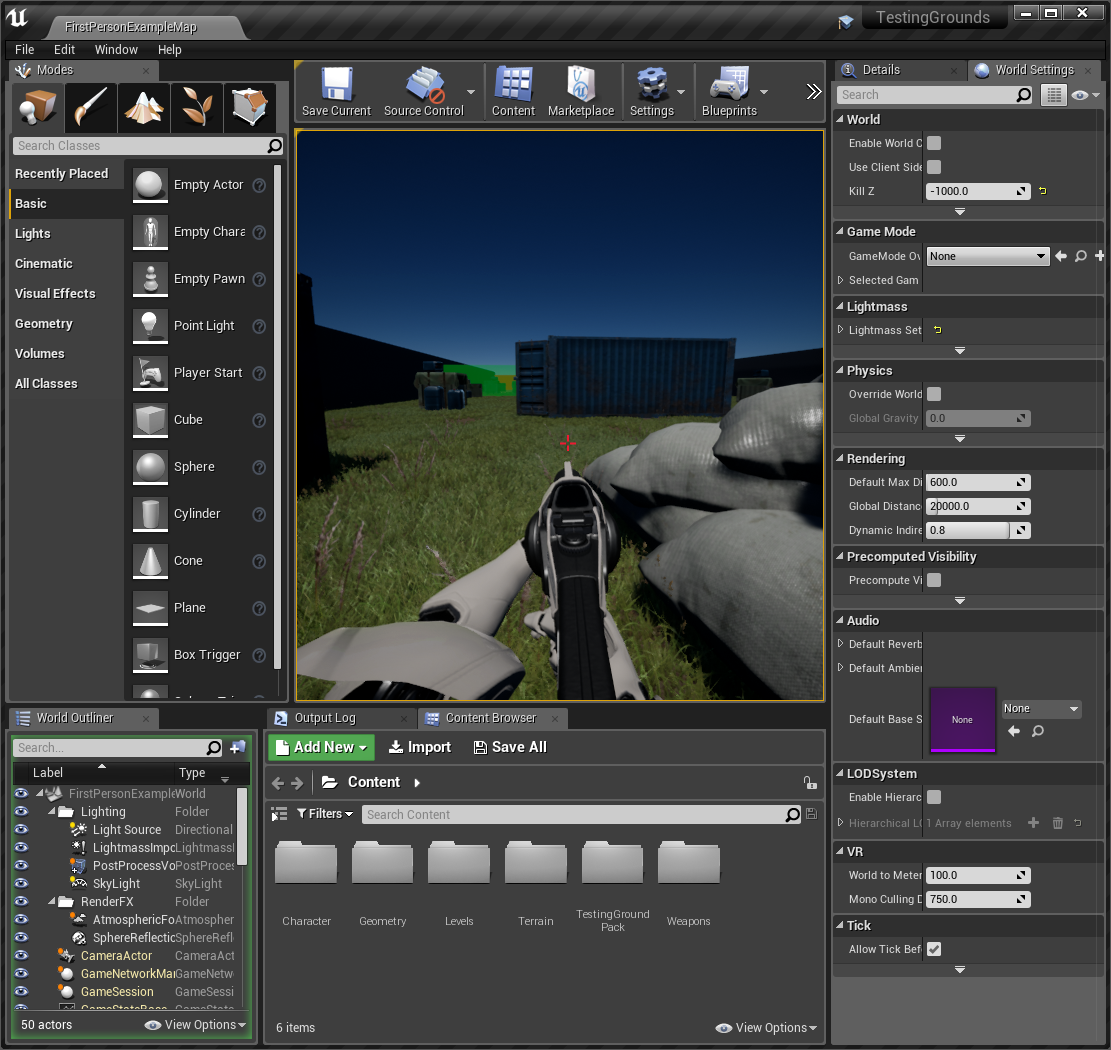 FirstPersonExampleMap
TestingGrounds
File Edit Window Help
Modes
Search Classes
Recently Placed
Basic
Lights
Cinematic
Visual Effects
Geometry
Volumes
All Classes
Empty Actor
Empty Chara
Empty Pawn
Point Light
Player Start
Cube
Sphere
Cylinder
Cone
Plane
Box Trigger
Save Current
Source Control
Content
Marketplace
Settings
Blueprints
Details
World Settings
Search
World
Enable World C
Use Client Side
Kill Z -1000.0
Game Mode
GameMode Ov None
Selected Gam
Lightmass
Lightmass Set
Physics
Override World
Global Gravity 0.0
Rendering
Default Max Di 600.0
Global Distanc 20000.0
Dynamic Indire 0.8
Precomputed Visibility
Precompute Vi
Audio
Default Reverb
Default Ambien
Default Base S None None
LODSystem
Enable Hierarc
Hierarchical LO 1 Array elements
VR
World to Meter 100.0
Mono Culling D 750.0
Tick
Allow Tick Bef
World Outliner
Search...
Label Type
FirstPersonExample World
Lighting Folder
Light Source Directional
LightmassImpo LightmassI
PostProcessVo PostProces
SkyLight SkyLight
RenderFX Folder
AtmosphericFo Atmospher
SphereReflectic SphereRefl
CameraActor CameraAct
GameNetworkMar GameNetw
GameSession GameSessi
50 actors View Options
Output Log
Content Browser
Add New Import Save All
Content
Filters Search Content
Character
Geometry
Levels
Terrain
TestingGround
Pack
Weapons
6 items View Options